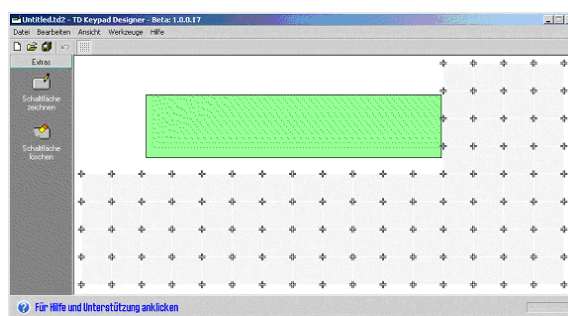 Untitled.td2 - TD Keypad Designer - Beta: 1.0.0.17
Datei Bearbeiten Ansicht Werkzeuge Hilfe
Extras
Schaltfläche
zeichnen
Schaltfläche
löschen
Für Hilfe und Unterstützung anklicken